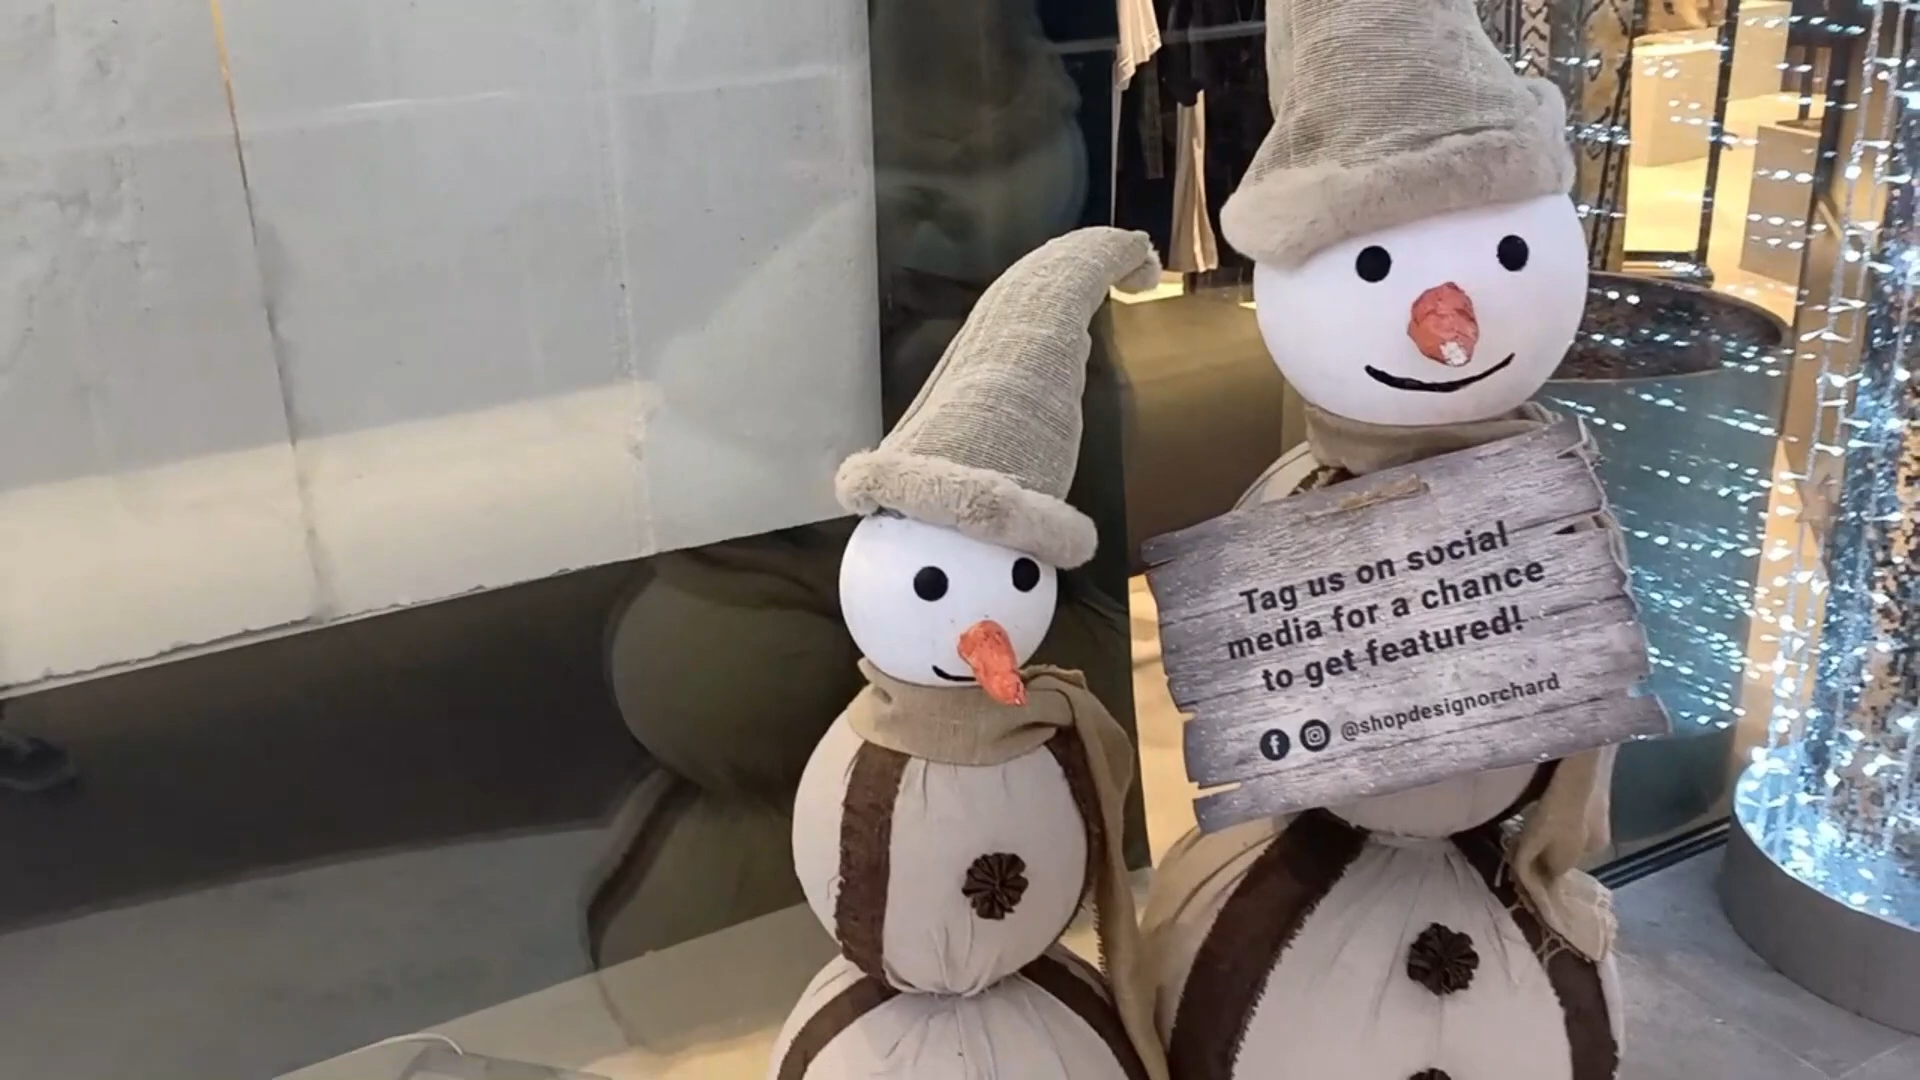 Tag us on social
media for a chance
to get featured!
@shopdesignorchard